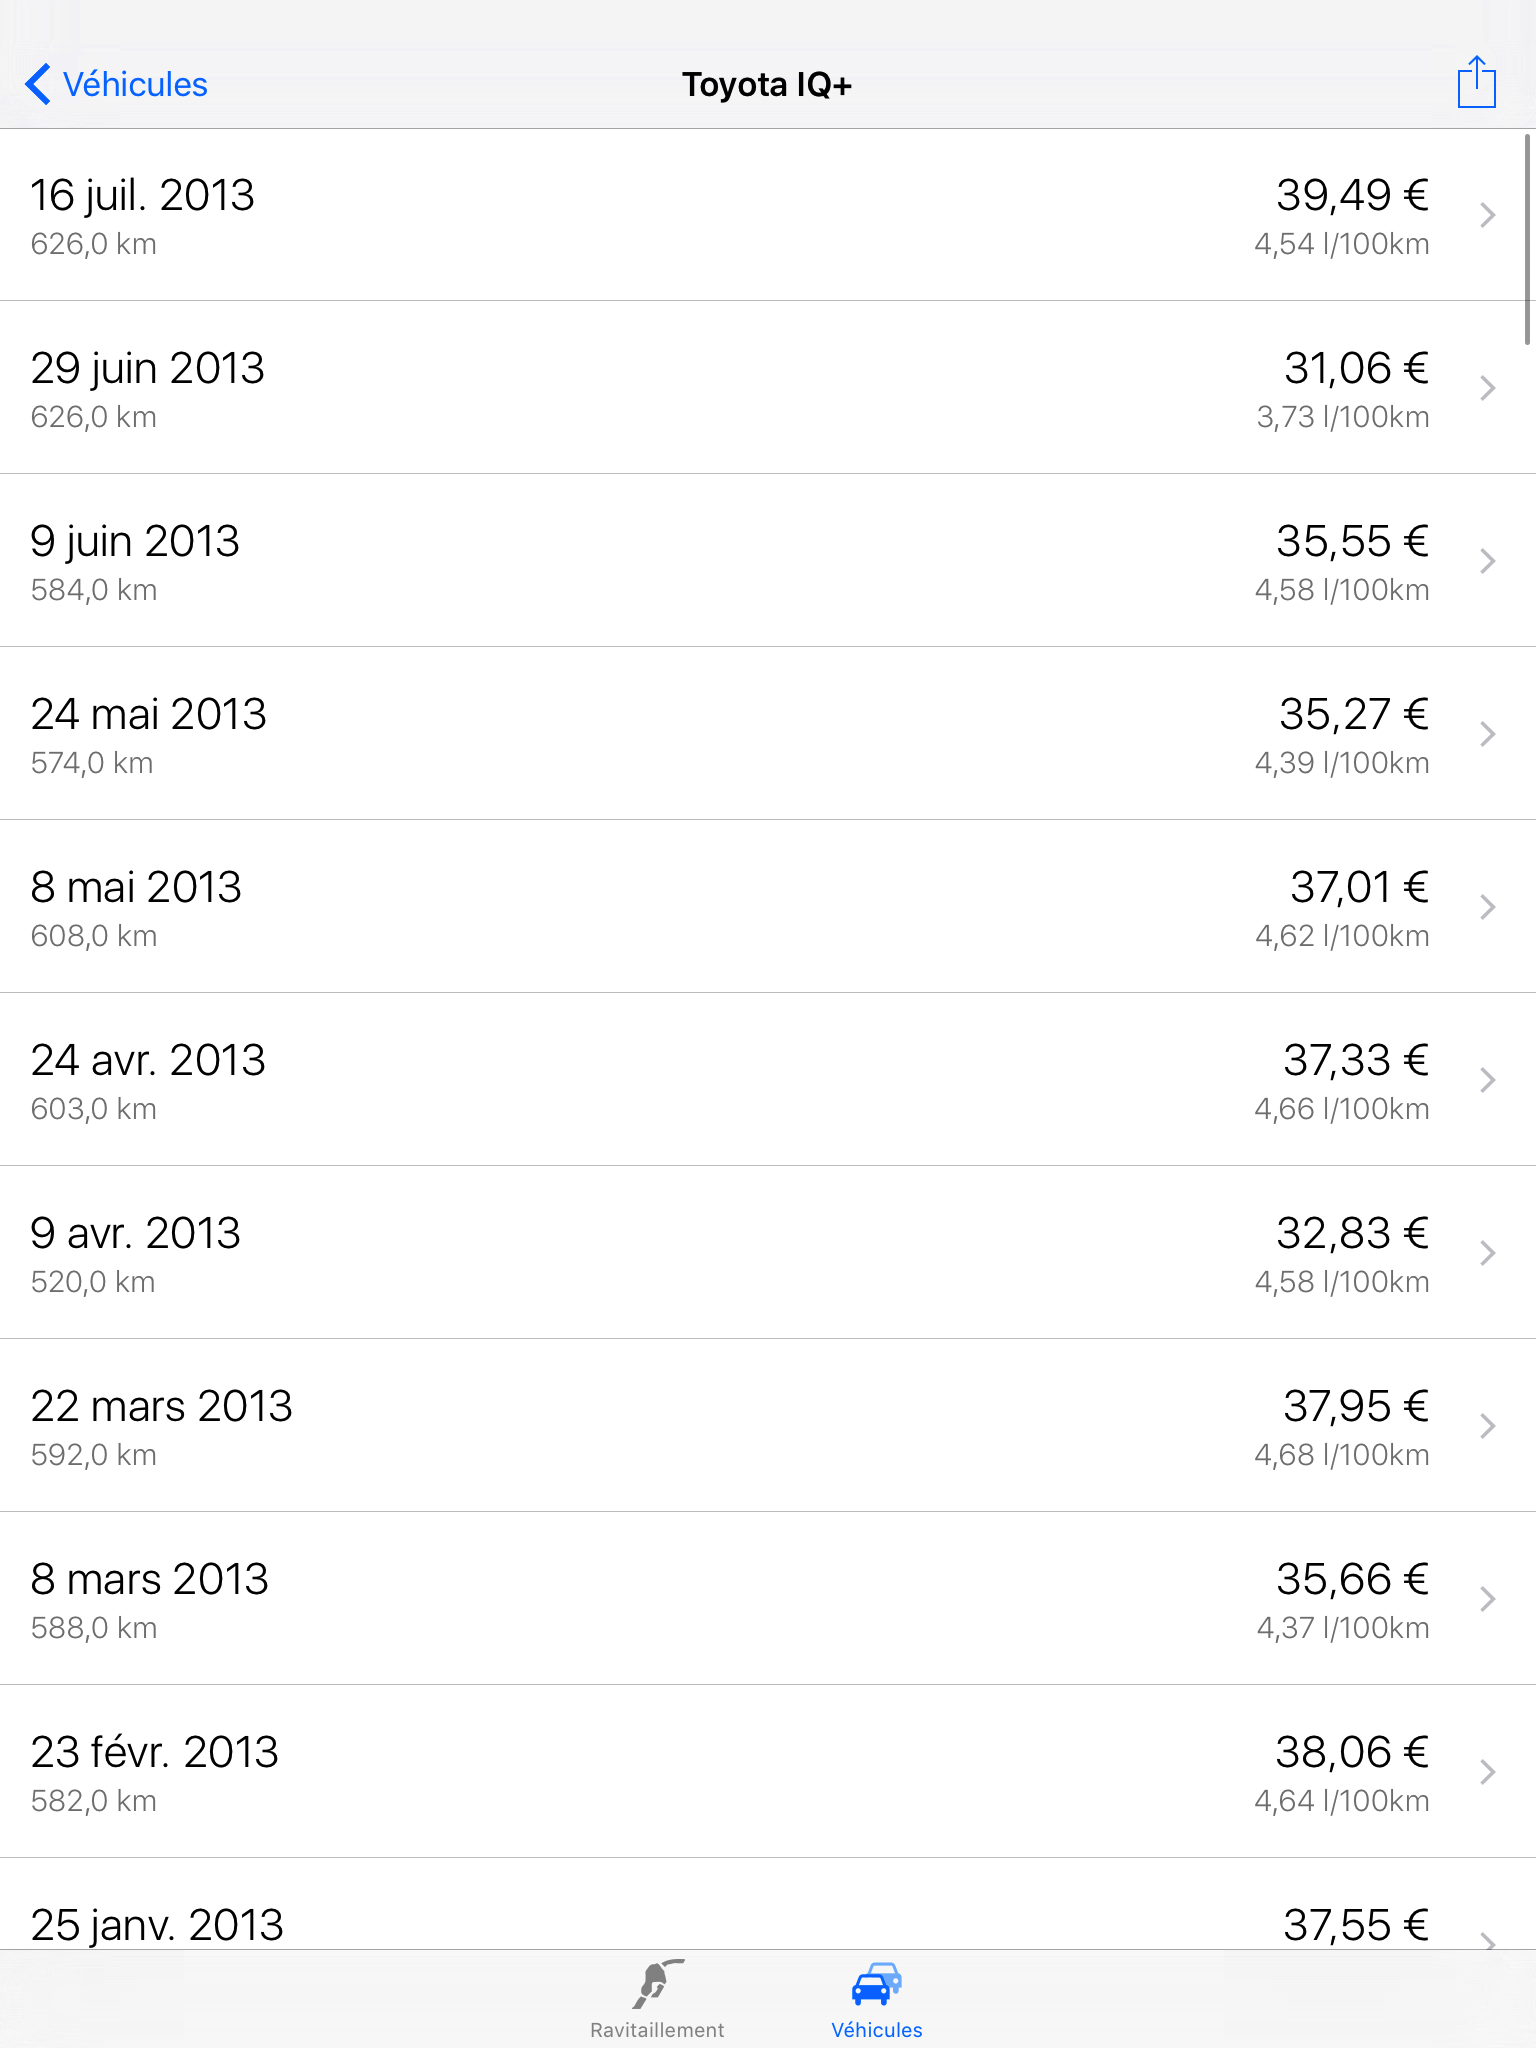 Véhicules
Toyota IQ+
16 juil. 2013 39,49 €
626,0 km 4,54 l/100km
29 juin 2013 31,06 €
626,0 km 3,73 l/100km
9 juin 2013 35,55 €
584,0 km 4,58 l/100km
24 mai 2013 35,27 €
574,0 km 4,39 l/100km
8 mai 2013 37,01 €
608,0 km 4,62 l/100km
24 avr. 2013 37,33 €
603,0 km 4,66 l/100km
9 avr. 2013 32,83 €
520,0 km 4,58 l/100km
22 mars 2013 37,95 €
592,0 km 4,68 l/100km
8 mars 2013 35,66 €
588,0 km 4,37 l/100km
23 févr. 2013 38,06 €
582,0 km 4,64 l/100km
25 janv. 2013 37,55 €
Ravitaillement Véhicules